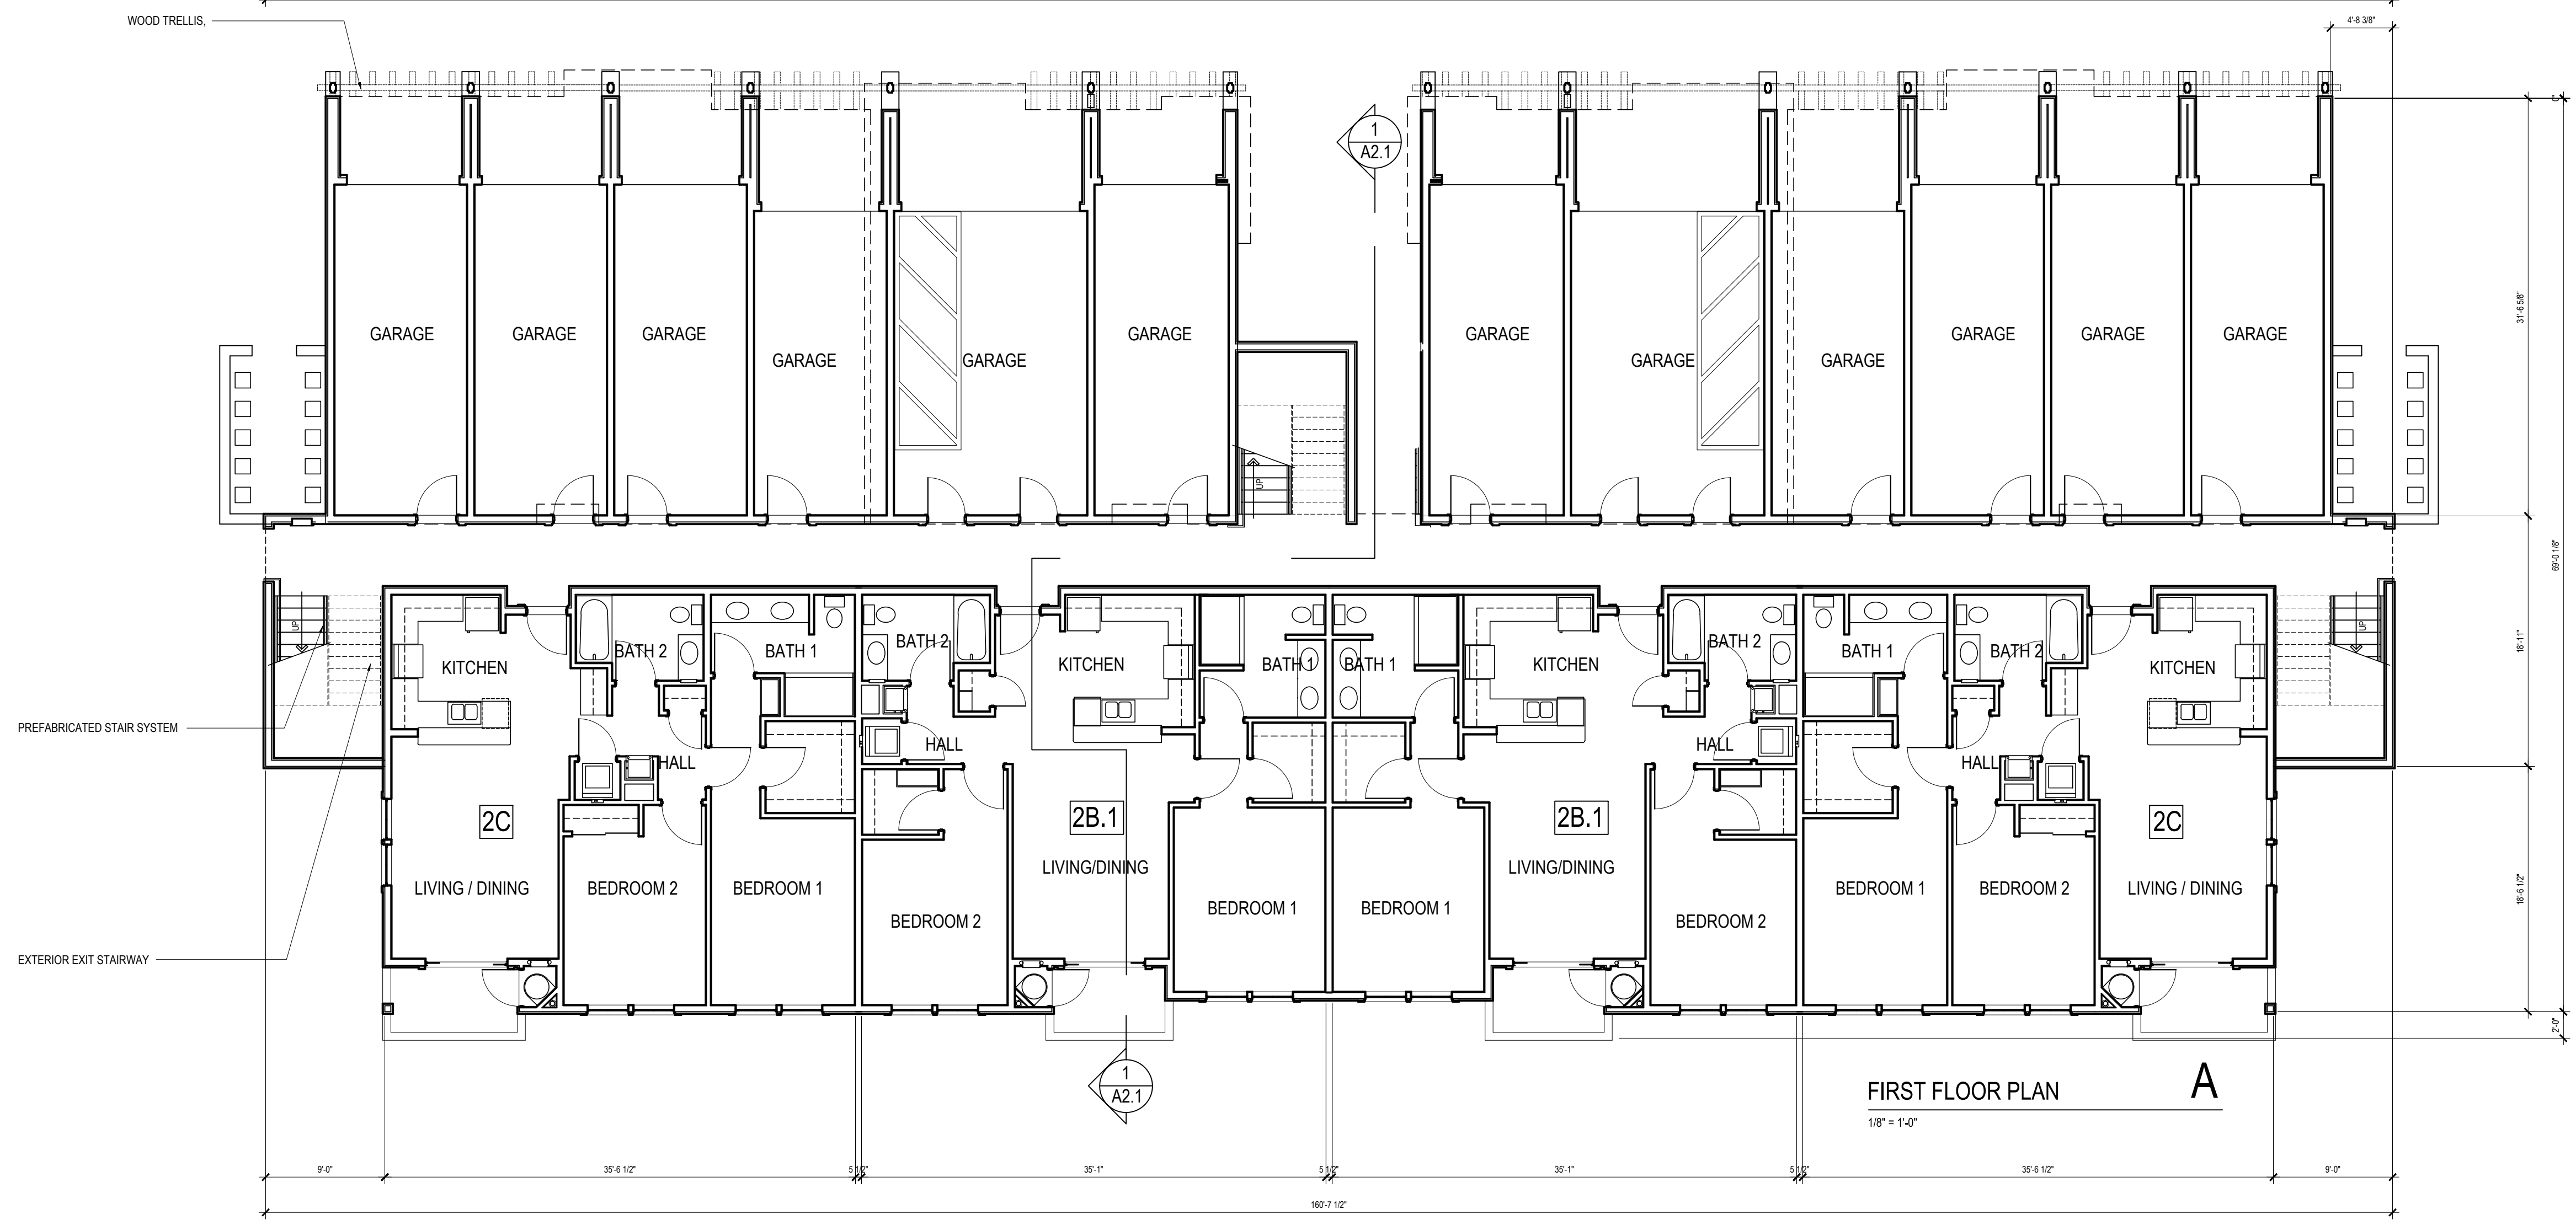 WOOD TRELLIS,
4'-8 3/8"
1
A2.1
GARAGE GARAGE GARAGE GARAGE GARAGE GARAGE GARAGE GARAGE GARAGE GARAGE GARAGE GARAGE
31'-6 5/8"
UP
69'-0 1/8"
18'-11"
UP
UP
BATH 2 BATH 1 BATH 2 BATH 1 BATH 1 BATH 2 BATH 1 BATH 2
KITCHEN KITCHEN KITCHEN KITCHEN
PREFABRICATED STAIR SYSTEM
HALL HALL HALL HALL
2C 2B.1 2B.1 2C
LIVING / DINING BEDROOM 2 BEDROOM 1 BEDROOM 2 LIVING/DINING BEDROOM 1 BEDROOM 1 LIVING/DINING BEDROOM 2 BEDROOM 1 BEDROOM 2 LIVING / DINING
18'-6 1/2"
EXTERIOR EXIT STAIRWAY
2'-0"
1
A2.1
FIRST FLOOR PLAN A
1/8" = 1'-0"
9'-0" 35'-6 1/2" 5 1/2" 35'-1" 5 1/2" 35'-1" 5 1/2" 35'-6 1/2" 9'-0"
160'-7 1/2"